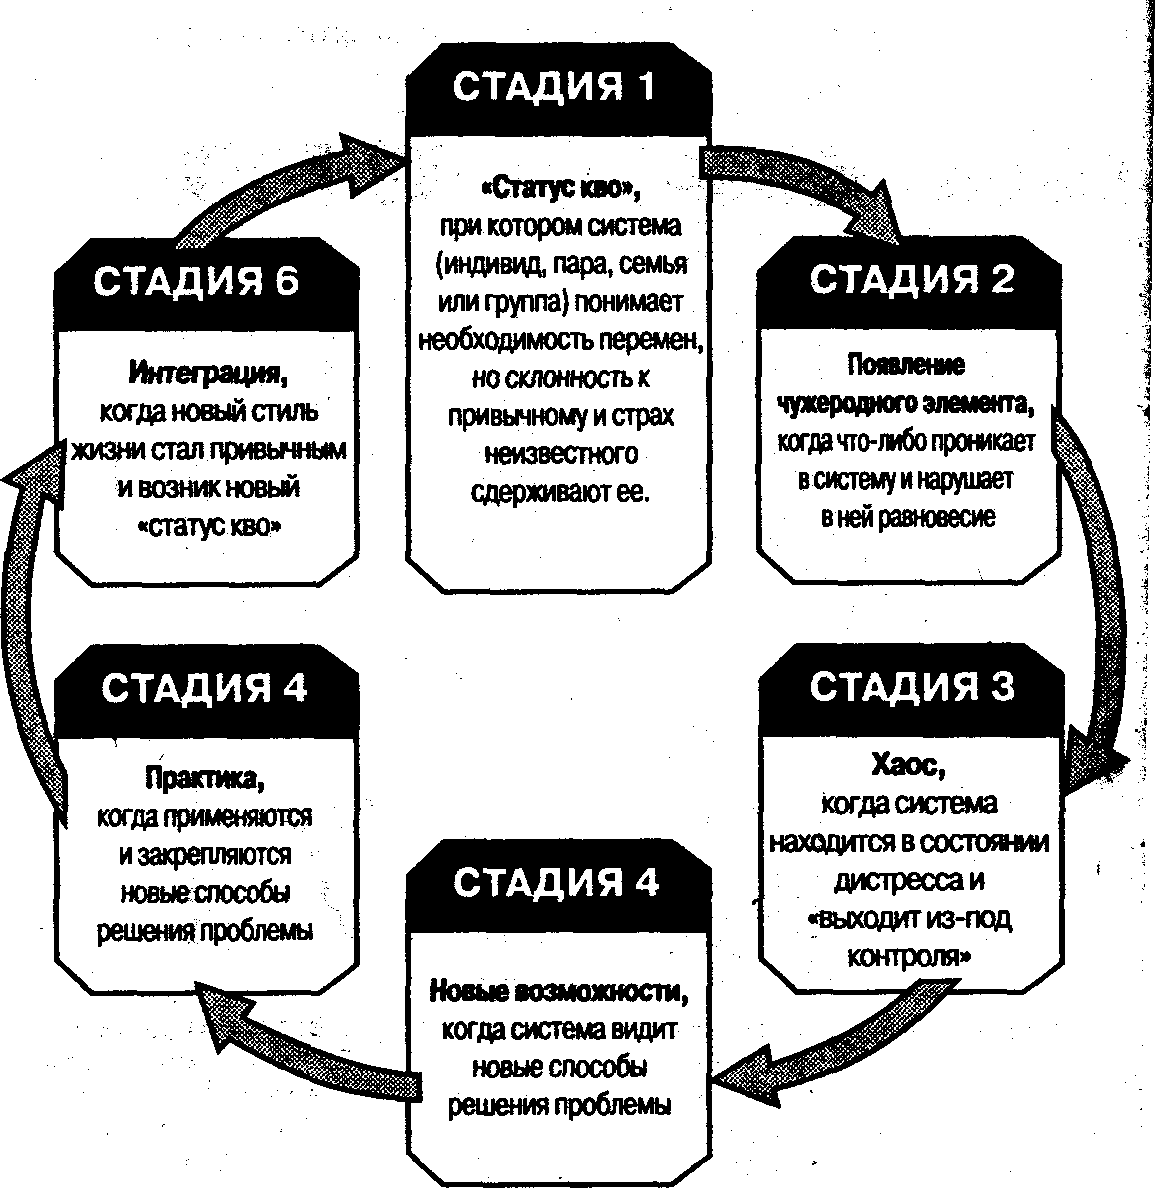 СТАДИЯ 1
«Статус кво»,
при котором система
(индивид, пара, семья
или группа) понимает
необходимость перемен,
но склонность к
привычному и страх
неизвестного
сдерживают ее.
СТАДИЯ 2
Появление
чужеродного элемента,
когда что-либо проникает
в систему и нарушает
в ней равновесие
СТАДИЯ 3
Хаос,
когда система
находится в состоянии
дистресса и
«выходит из-под
контроля»
СТАДИЯ 4
Новые возможности,
когда система видит
новые способы
решения проблемы
СТАДИЯ 4
Практика,
когда применяются
и закрепляются
новые способы
решения проблемы
СТАДИЯ 6
Интеграция,
когда новый стиль
жизни стал привычным
и возник новый
«статус кво»